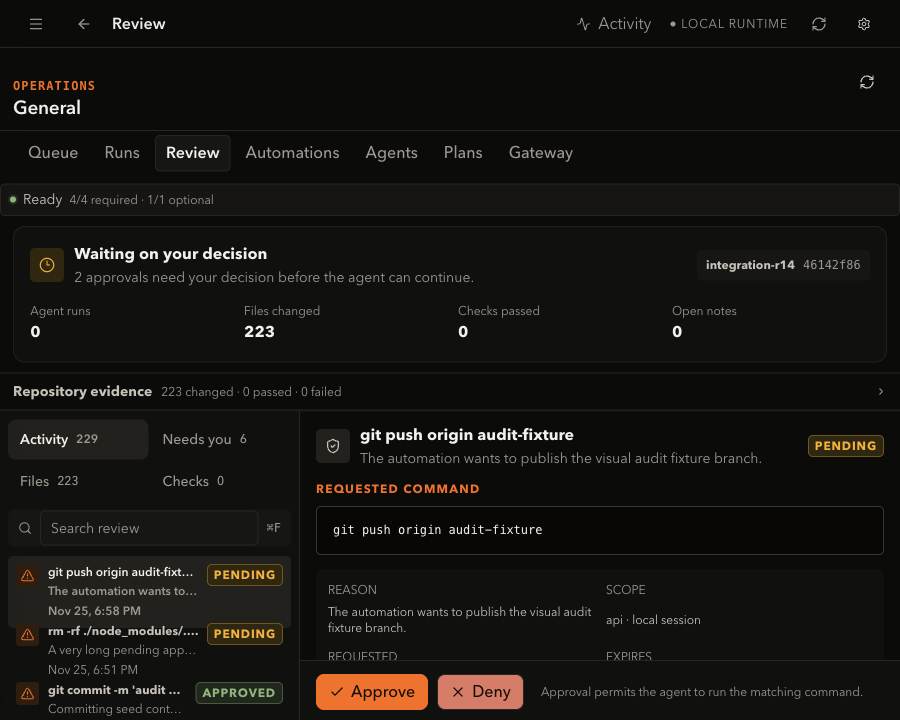 Review
Activity
LOCAL RUNTIME
OPERATIONS
General
Queue
Runs
Review
Automations
Agents
Plans
Gateway
Ready 4/4 required · 1/1 optional
Waiting on your decision
2 approvals need your decision before the agent can continue.
integration-r14 46142f86
Agent runs
0
Files changed
223
Checks passed
0
Open notes
0
Repository evidence 223 changed · 0 passed · 0 failed
Activity 229
Needs you 6
Files 223
Checks 0
Search review
⌘F
git push origin audit-fixt...
PENDING
The automation wants to...
Nov 25, 6:58 PM
rm -rf ./node_modules/....
PENDING
A very long pending app...
Nov 25, 6:51 PM
git commit -m 'audit ...
APPROVED
Committing seed cont...
git push origin audit-fixture
The automation wants to publish the visual audit fixture branch.
PENDING
REQUESTED COMMAND
git push origin audit-fixture
REASON
The automation wants to publish the visual audit
fixture branch.
SCOPE
api · local session
REQUESTED
EXPIRES
Approve
Deny
Approval permits the agent to run the matching command.